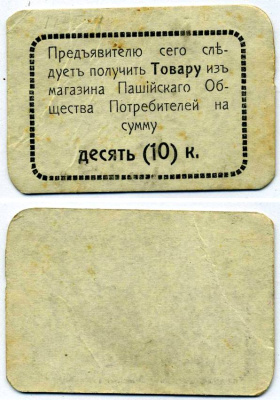 Предъявителю сего слѣ-
дуетъ получить Товару изъ
магазина Пашійскаго Об-
щества Потребителей на
сумму
десять (10) к.